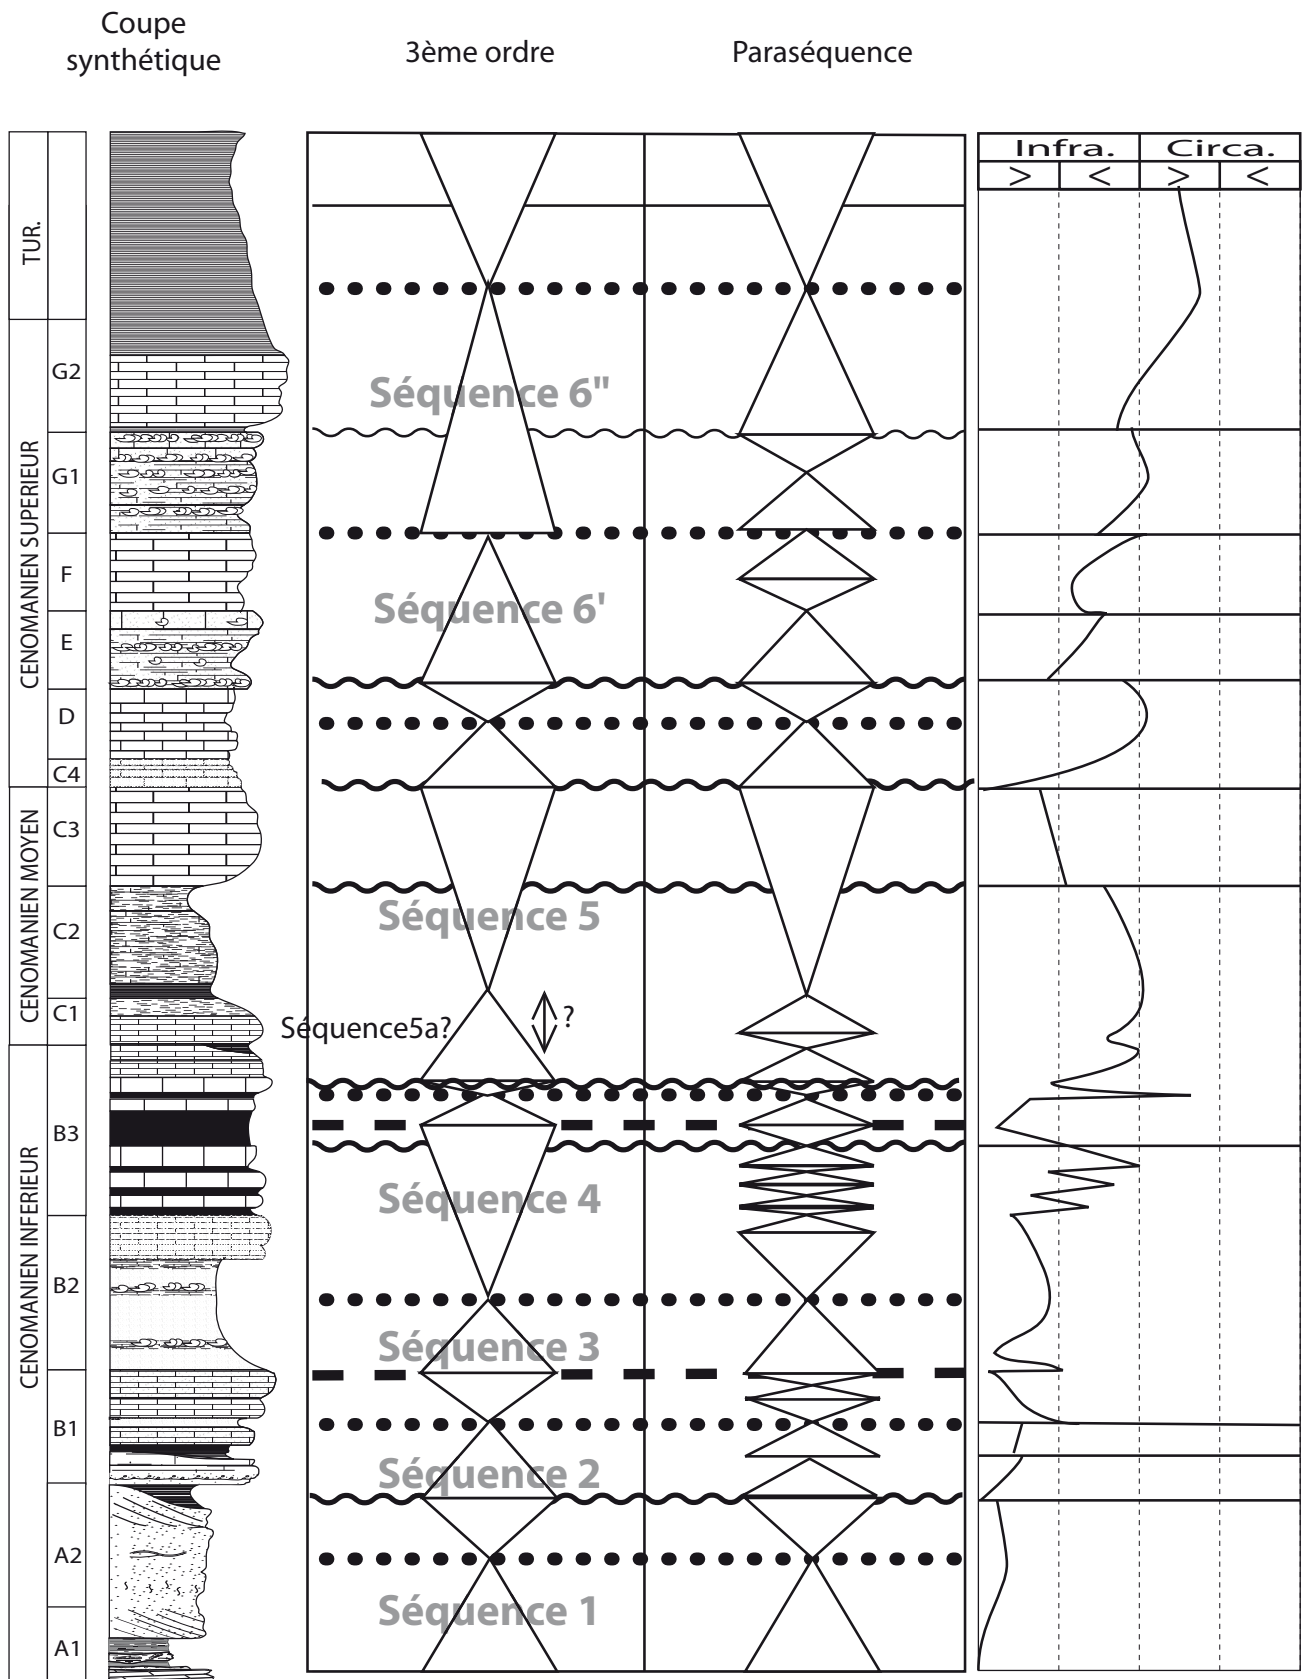 Coupe
synthétique
3ème ordre
Paraséquence
Infra.
Circa.
>
<
>
<
TUR.
CENOMANIEN SUPERIEUR
CENOMANIEN MOYEN
CENOMANIEN INFERIEUR
G2
G1
F
E
D
C4
C3
C2
C1
B3
B2
B1
A2
A1
Séquence 6"
Séquence 6'
Séquence 5
Séquence5a?
?
Séquence 4
Séquence 3
Séquence 2
Séquence 1